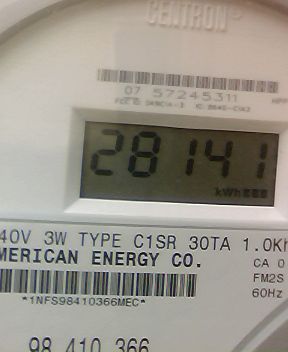 CENTRON®
07 57245311
28141
kWh
40V 3W TYPE C1SR 30TA 1.0Kh
MERICAN ENERGY CO.
CA 0
FM2S
60Hz
*1NFS98410366MEC*
98 410 366